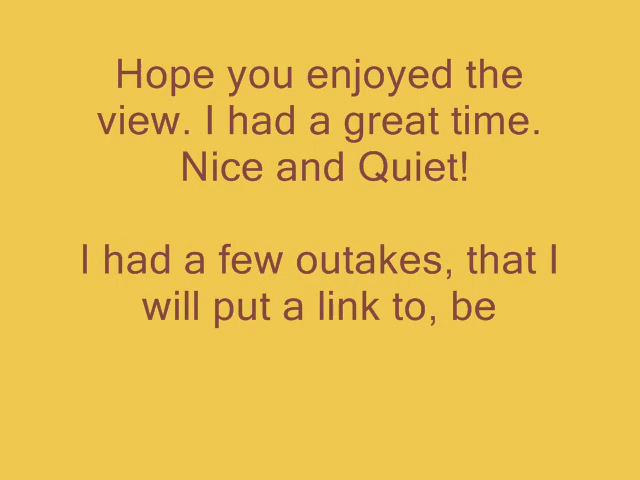 Hope you enjoyed the
view. I had a great time.
Nice and Quiet!
I had a few outakes, that I
will put a link to, be